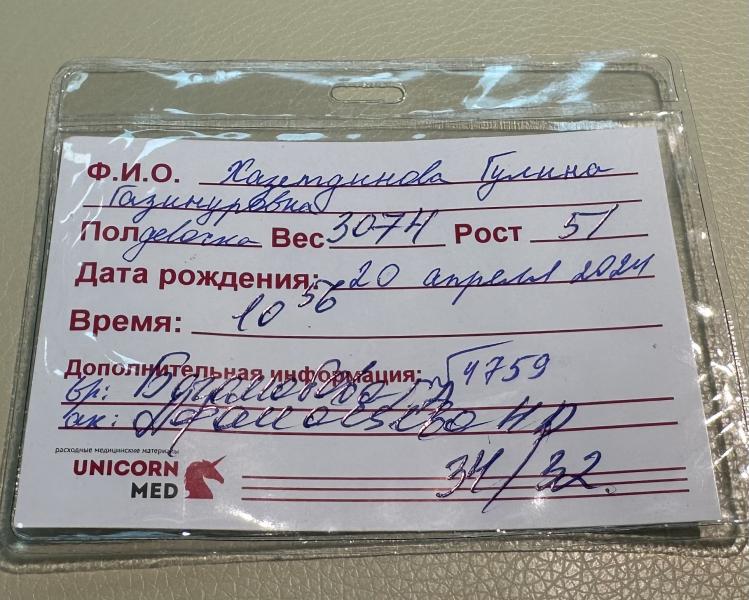 Ф.И.О. Хазетдинова Гулина
Газинуровна
Пол девочка Вес 3074 Рост 51
Дата рождения: 20 апреля 2024
Время: 10 56
Дополнительная информация: 4759
вр:
ак:
34/32.
расходные медицинские материалы
UNICORN
MED